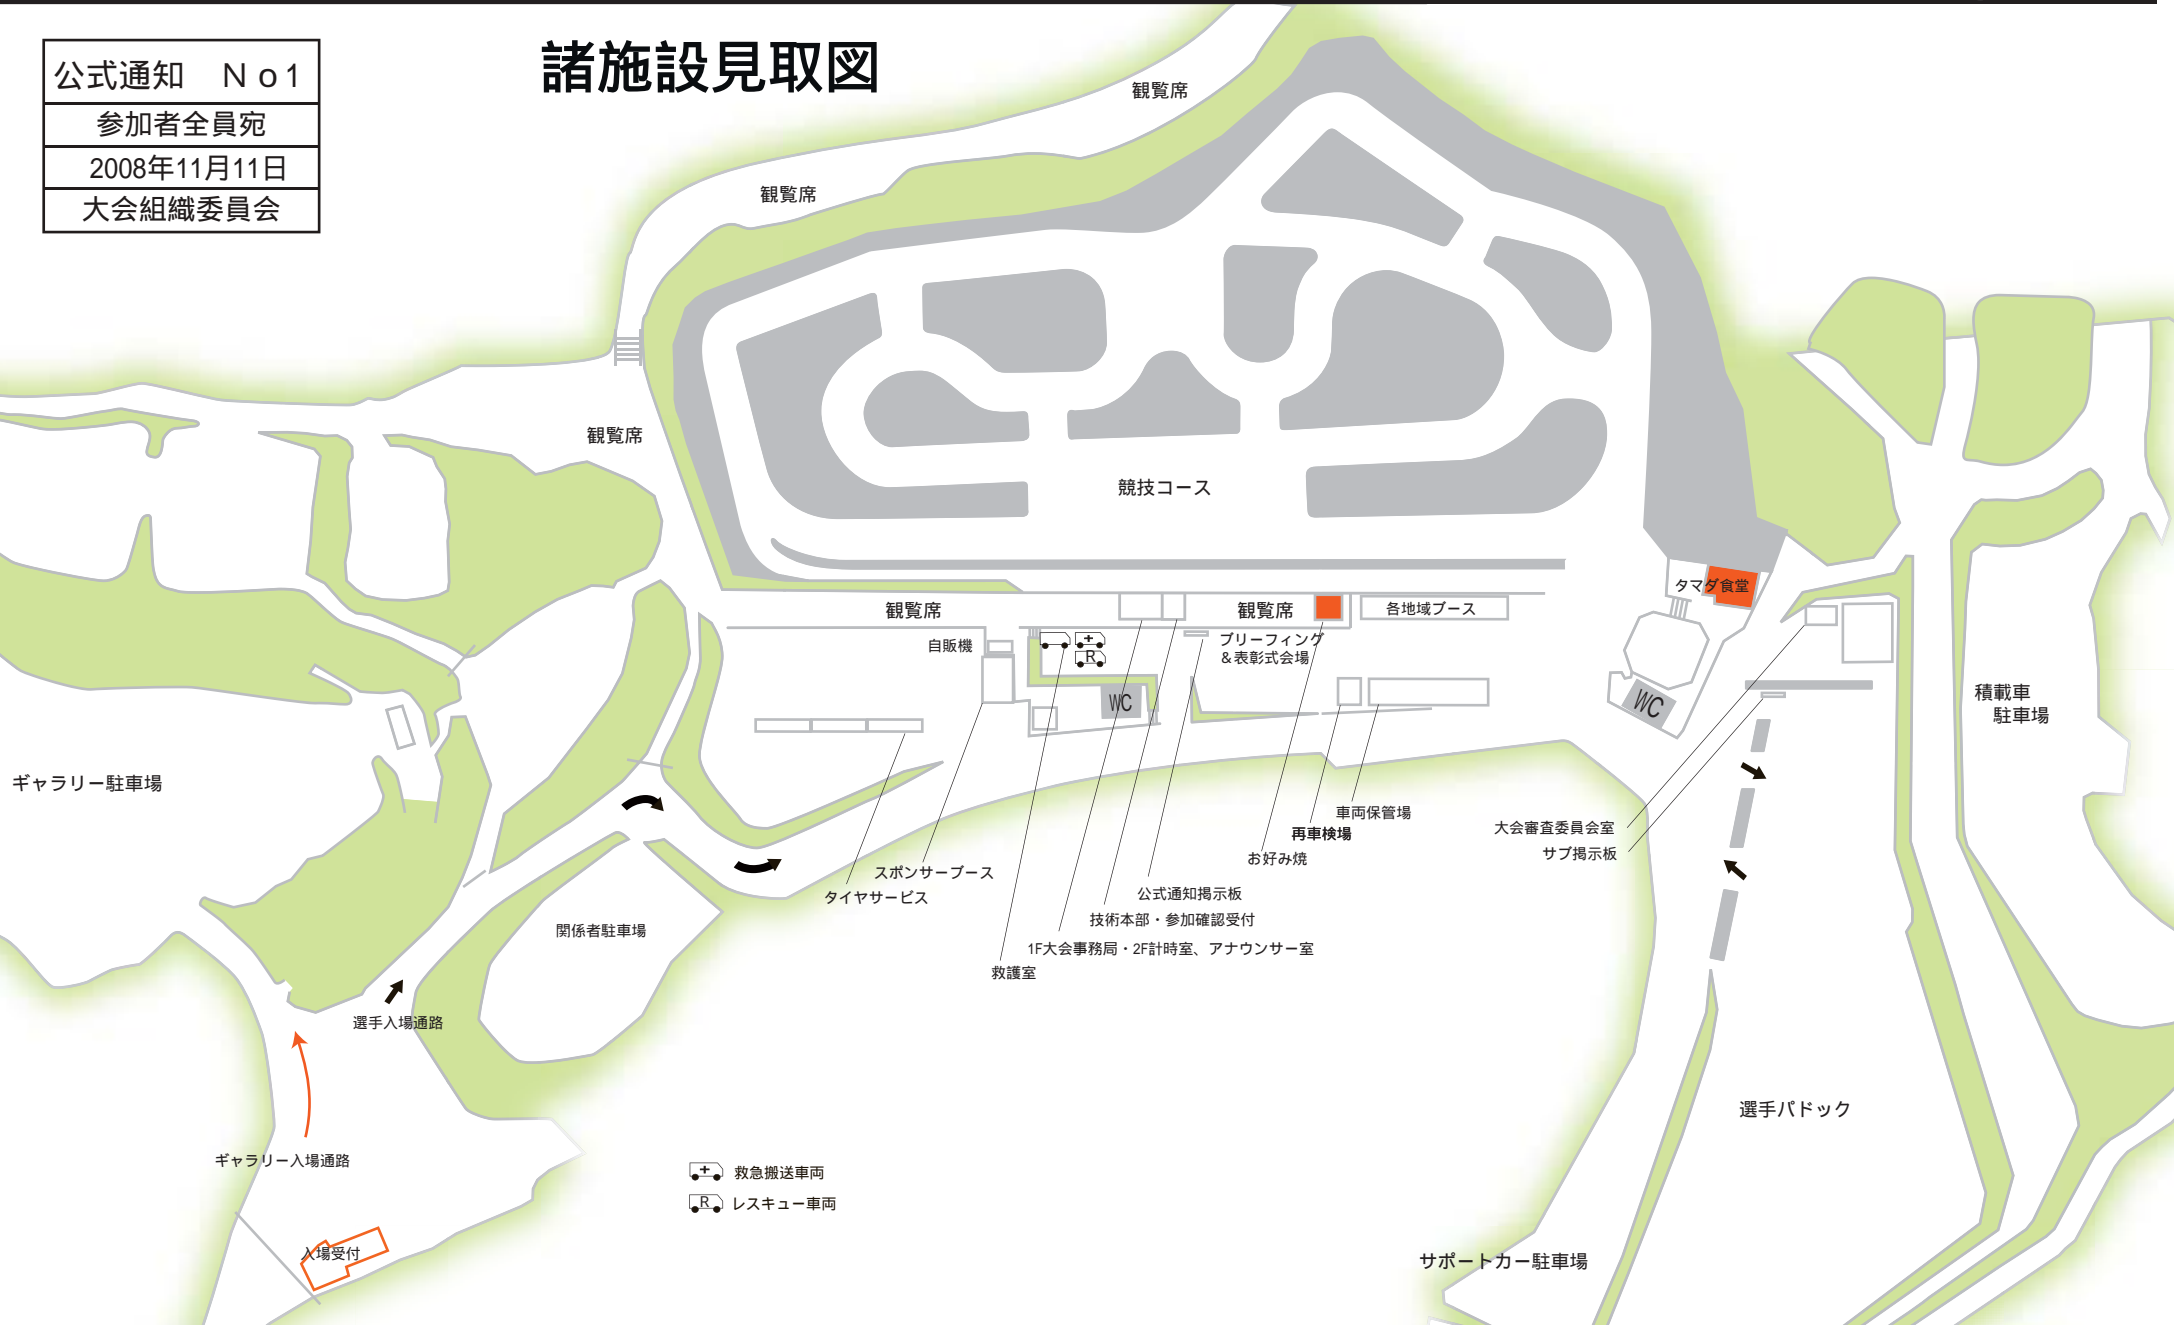 公式通知　No1
参加者全員宛
2008年11月11日
大会組織委員会
諸施設見取図
観覧席
観覧席
観覧席
競技コース
タマダ食堂
観覧席
観覧席
各地域ブース
自販機
ブリーフィング
&表彰式会場
R
WC
WC
積載車
駐車場
ギャラリー駐車場
車両保管場
再車検場
お好み焼
大会審査委員会室
サブ掲示板
スポンサーブース
タイヤサービス
公式通知掲示板
技術本部・参加確認受付
1F大会事務局・2F計時室、アナウンサー室
救護室
関係者駐車場
選手入場通路
選手パドック
ギャラリー入場通路
救急搬送車両
R レスキュー車両
入場受付
サポートカー駐車場